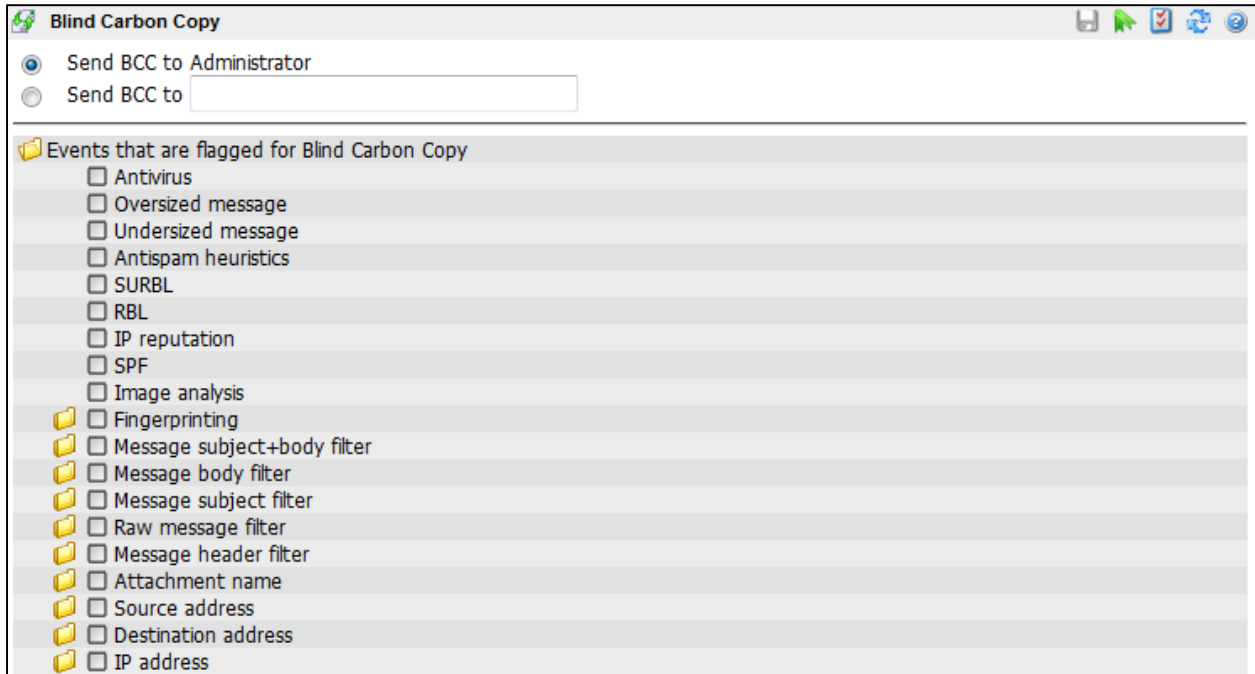 Blind Carbon Copy
Send BCC to Administrator
Send BCC to
Events that are flagged for Blind Carbon Copy
Antivirus
Oversized message
Undersized message
Antispam heuristics
SURBL
RBL
IP reputation
SPF
Image analysis
Fingerprinting
Message subject+body filter
Message body filter
Message subject filter
Raw message filter
Message header filter
Attachment name
Source address
Destination address
IP address